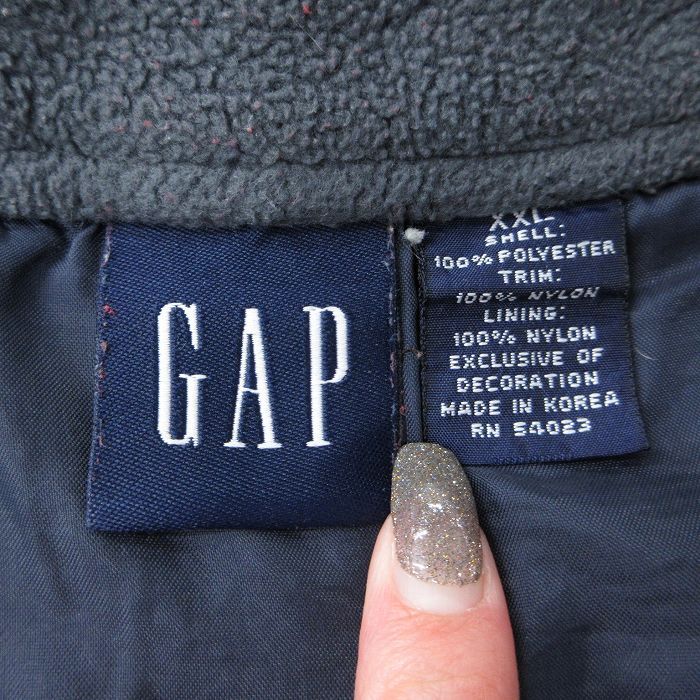 GAP
XXL
SHELL:
100% POLYESTER
TRIM:
100% NYLON
LINING:
100% NYLON
EXCLUSIVE OF
DECORATION
MADE IN KOREA
RN 54023